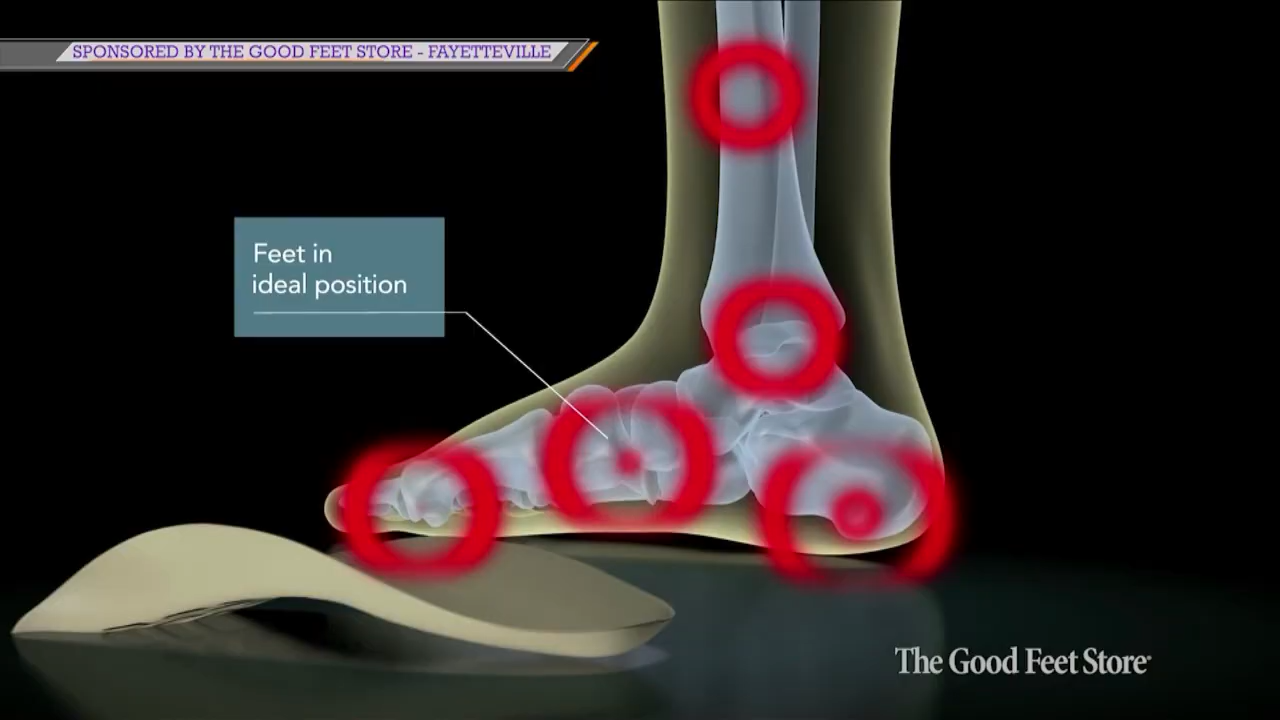 SPONSORED BY THE GOOD FEET STORE - FAYETTEVILLE
Feet in
ideal position
The Good Feet Store